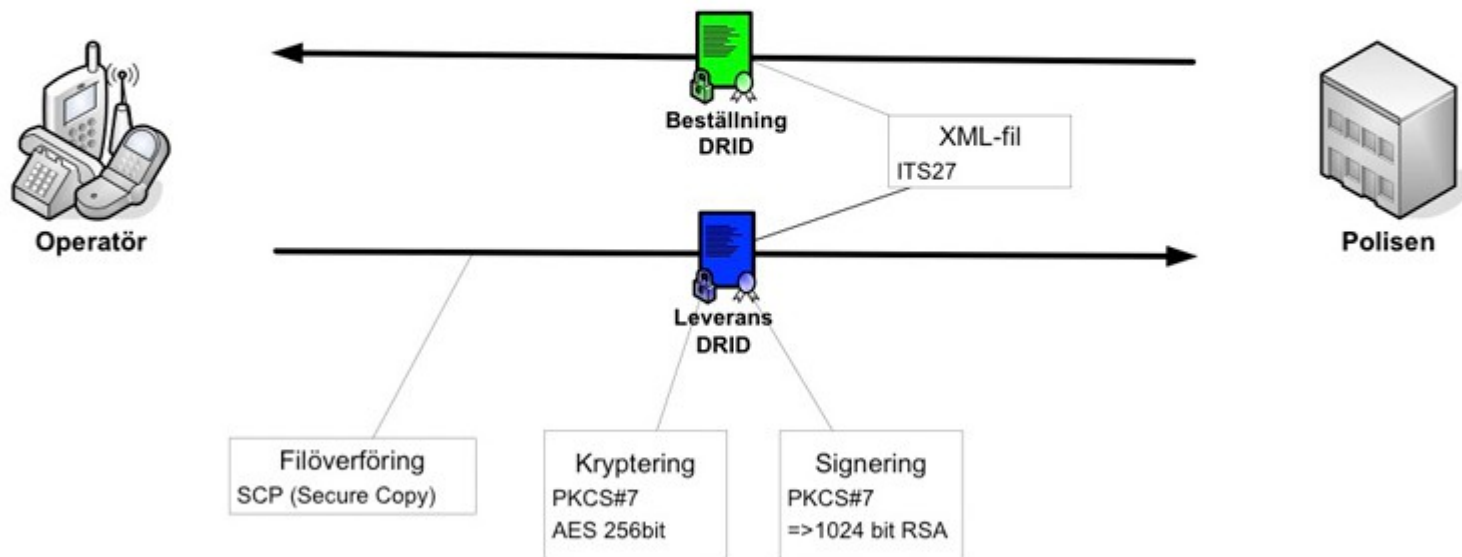 Beställning
DRID
XML-fil
ITS27
Operatör
Polisen
Leverans
DRID
Filöverföring
SCP (Secure Copy)
Kryptering
PKCS#7
AES 256bit
Signering
PKCS#7
=>1024 bit RSA